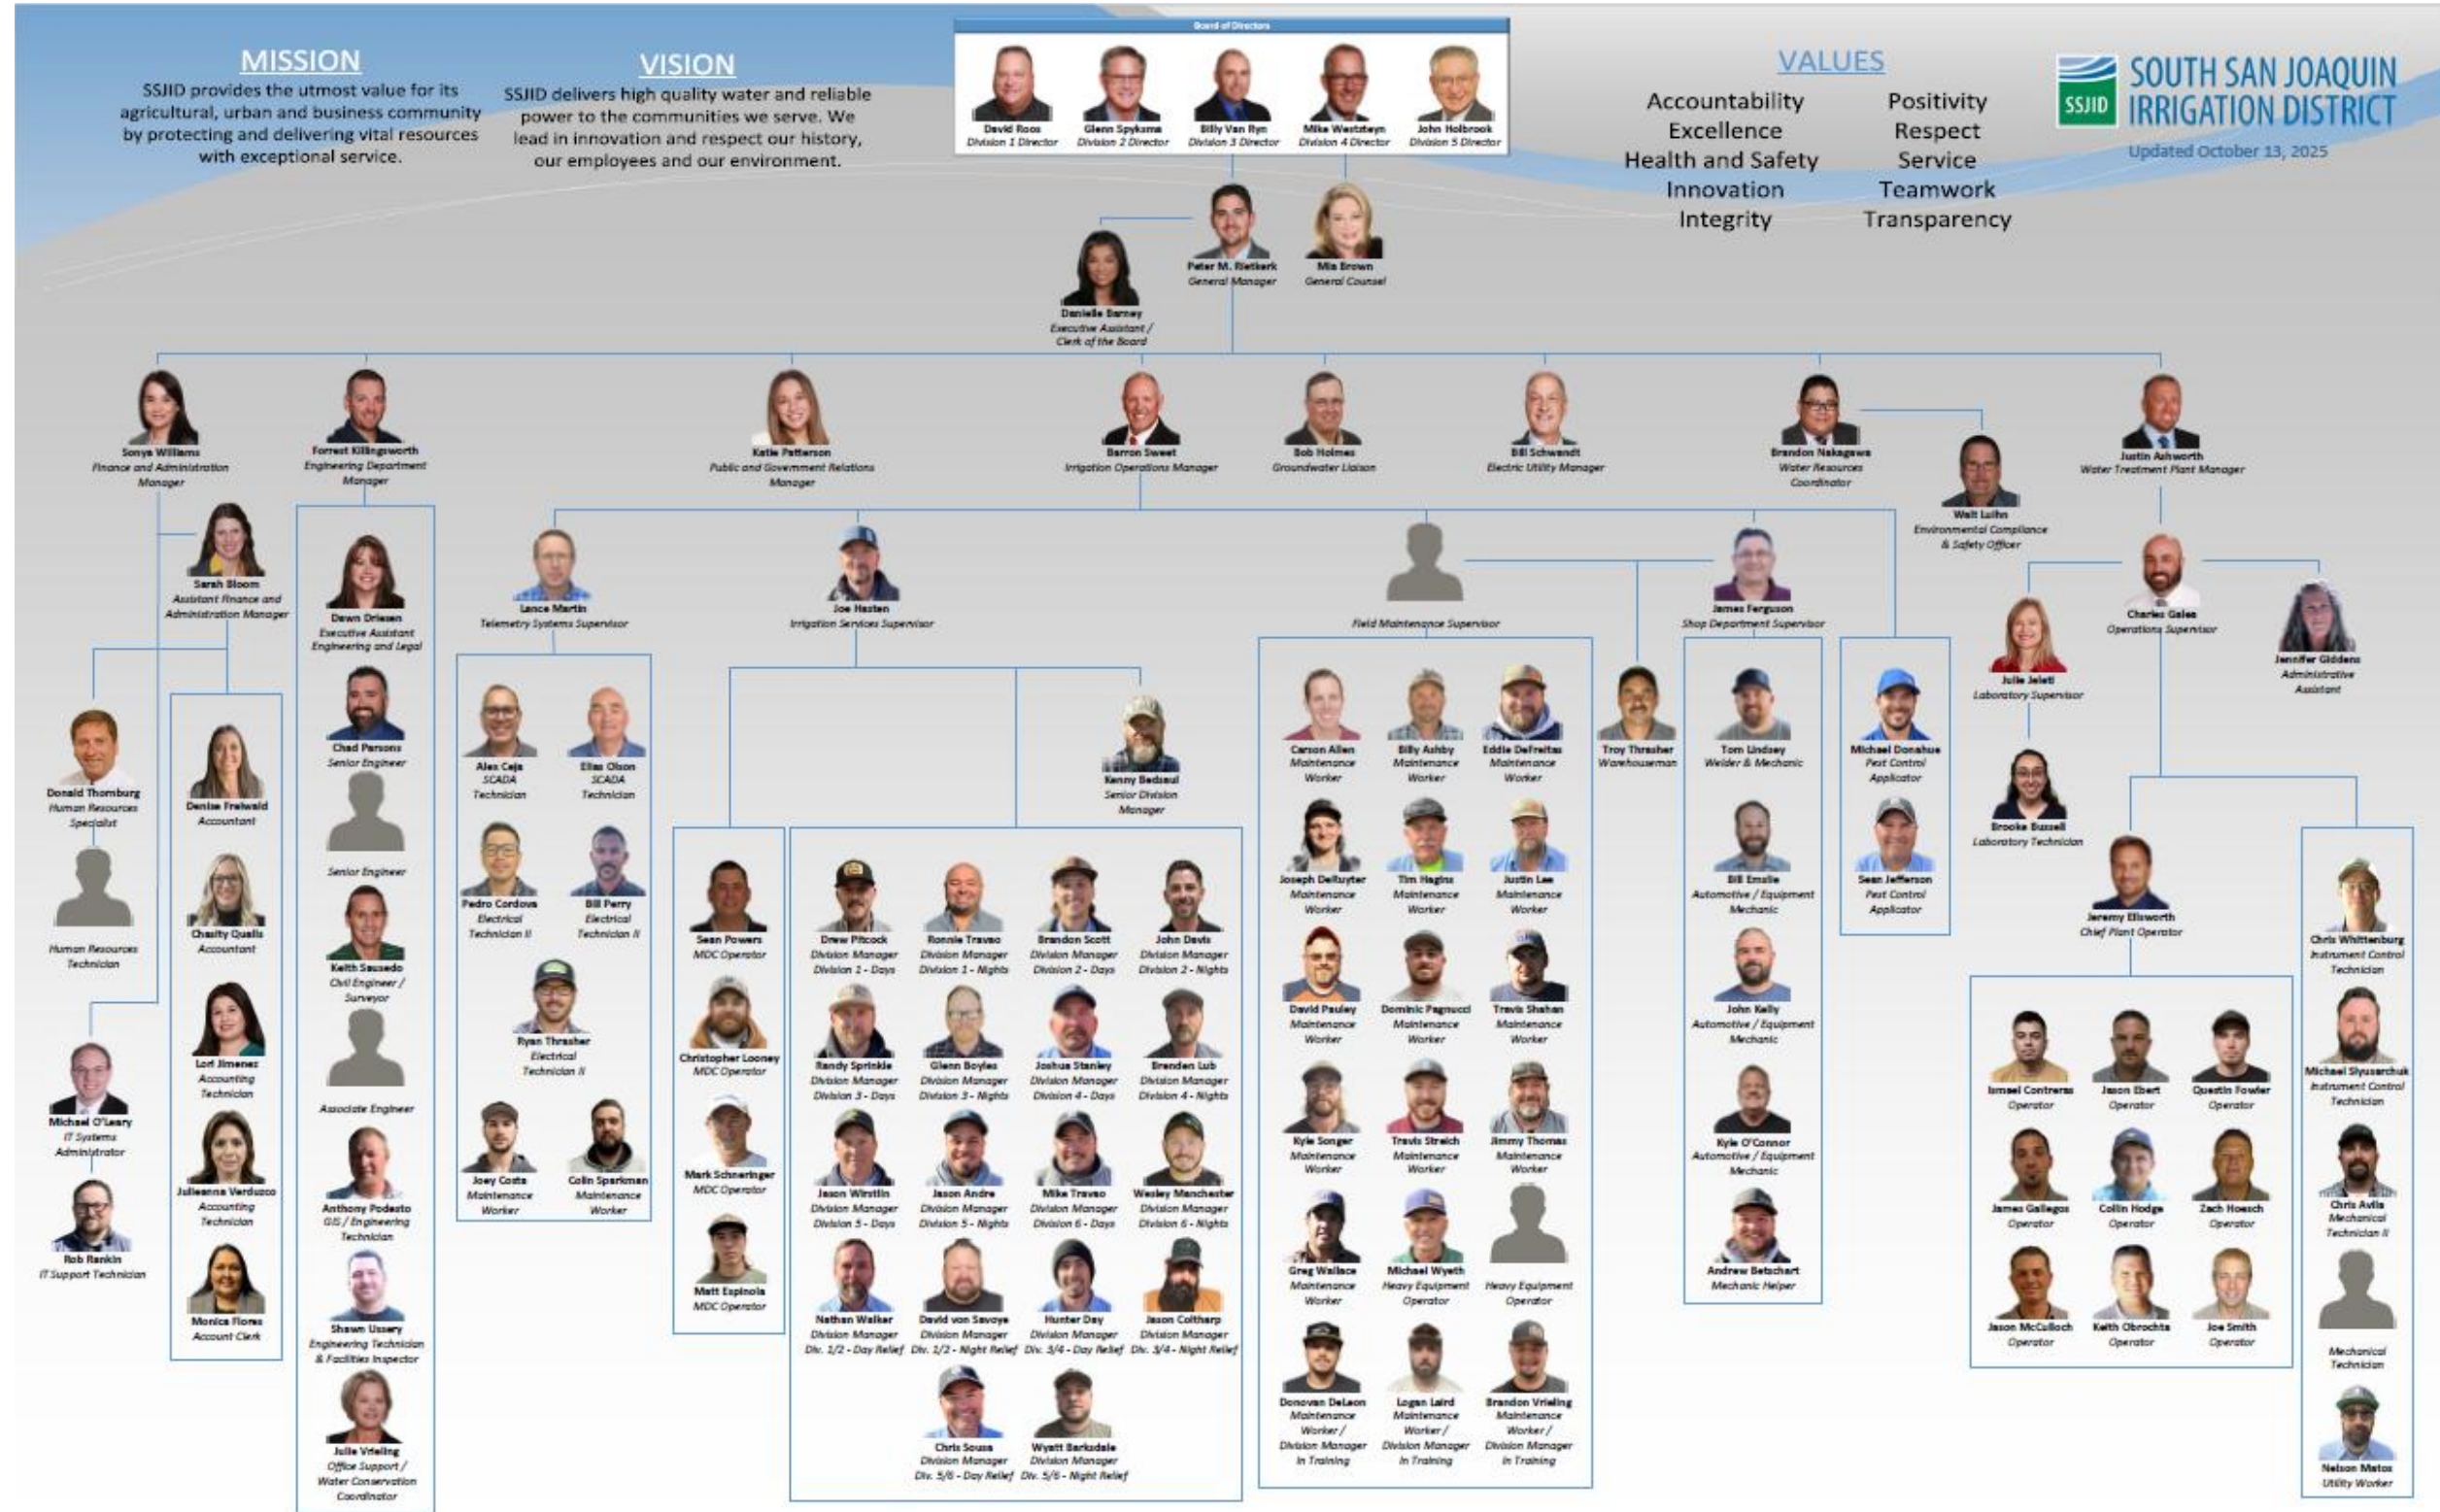 MISSION
SSJID provides the utmost value for its
agricultural, urban and business community
by protecting and delivering vital resources
with exceptional service.
VISION
SSJID delivers high quality water and reliable
power to the communities we serve. We
lead in innovation and respect our history,
our employees and our environment.
Board of Directors
David Roos
Division 1 Director
Glenn Spyksma
Division 2 Director
Billy Van Ryn
Division 3 Director
Mike Weststeyn
Division 4 Director
John Holbrook
Division 5 Director
VALUES
Accountability
Excellence
Health and Safety
Innovation
Integrity
Positivity
Respect
Service
Teamwork
Transparency
SSJID
SOUTH SAN JOAQUIN
IRRIGATION DISTRICT
Updated October 13, 2025
Peter M. Rietkerk
General Manager
Mia Brown
General Counsel
Danielle Barney
Executive Assistant /
Clerk of the Board
Sonya Williams
Finance and Administration
Manager
Forrest Killingsworth
Engineering Department
Manager
Katie Patterson
Public and Government Relations
Manager
Barron Sweet
Irrigation Operations Manager
Bob Holmes
Groundwater Liaison
Bill Schwandt
Electric Utility Manager
Brandon Nakagawa
Water Resources
Coordinator
Walt Luihn
Environmental Compliance
& Safety Officer
Justin Ashworth
Water Treatment Plant Manager
Sarah Bloom
Assistant Finance and
Administration Manager
Donald Thornburg
Human Resources
Specialist
Human Resources
Technician
Michael O'Leary
IT Systems
Administrator
Rob Rankin
IT Support Technician
Denise Freiwald
Accountant
Chasity Qualls
Accountant
Lori Jimenez
Accounting
Technician
Julieanna Verduzco
Accounting
Technician
Monica Flores
Account Clerk
Dawn Driesen
Executive Assistant
Engineering and Legal
Chad Parsons
Senior Engineer
Senior Engineer
Keith Sausedo
Civil Engineer /
Surveyor
Associate Engineer
Anthony Podesto
GIS / Engineering
Technician
Shawn Ussery
Engineering Technician
& Facilities Inspector
Julie Vrieling
Office Support /
Water Conservation
Coordinator
Lance Martin
Telemetry Systems Supervisor
Alex Ceja
SCADA
Technician
Elias Olson
SCADA
Technician
Pedro Cordova
Electrical
Technician II
Bill Perry
Electrical
Technician II
Ryan Thrasher
Electrical
Technician II
Joey Costa
Maintenance
Worker
Colin Sparkman
Maintenance
Worker
Joe Hasten
Irrigation Services Supervisor
Kenny Bedsaul
Senior Division
Manager
Sean Powers
MDC Operator
Christopher Looney
MDC Operator
Mark Schneringer
MDC Operator
Matt Espinola
MDC Operator
Drew Pitcock
Division Manager
Division 1 - Days
Ronnie Travao
Division Manager
Division 1 - Nights
Brandon Scott
Division Manager
Division 2 - Days
John Davis
Division Manager
Division 2 - Nights
Randy Sprinkle
Division Manager
Division 3 - Days
Glenn Boyles
Division Manager
Division 3 - Nights
Joshua Stanley
Division Manager
Division 4 - Days
Brenden Lub
Division Manager
Division 4 - Nights
Jason Wirstlin
Division Manager
Division 5 - Days
Jason Andre
Division Manager
Division 5 - Nights
Mike Travao
Division Manager
Division 6 - Days
Wesley Manchester
Division Manager
Division 6 - Nights
Nathan Walker
Division Manager
Div. 1/2 - Day Relief
David von Savoye
Division Manager
Div. 1/2 - Night Relief
Hunter Day
Division Manager
Div. 3/4 - Day Relief
Jason Coltharp
Division Manager
Div. 3/4 - Night Relief
Chris Sousa
Division Manager
Div. 5/6 - Day Relief
Wyatt Barksdale
Division Manager
Div. 5/6 - Night Relief
Field Maintenance Supervisor
Carson Allen
Maintenance
Worker
Billy Ashby
Maintenance
Worker
Eddie DeFreitas
Maintenance
Worker
Joseph DeRuyter
Maintenance
Worker
Tim Hagins
Maintenance
Worker
Justin Lee
Maintenance
Worker
David Pauley
Maintenance
Worker
Dominic Pagnucci
Maintenance
Worker
Travis Shahan
Maintenance
Worker
Kyle Songer
Maintenance
Worker
Travis Streich
Maintenance
Worker
Jimmy Thomas
Maintenance
Worker
Greg Wallace
Maintenance
Worker
Michael Wyeth
Heavy Equipment
Operator
Heavy Equipment
Operator
Donovan DeLeon
Maintenance
Worker /
Division Manager
In Training
Logan Laird
Maintenance
Worker /
Division Manager
In Training
Brandon Vrieling
Maintenance
Worker /
Division Manager
In Training
Troy Thrasher
Warehouseman
James Ferguson
Shop Department Supervisor
Tom Lindsey
Welder & Mechanic
Bill Emslie
Automotive / Equipment
Mechanic
John Kelly
Automotive / Equipment
Mechanic
Kyle O'Connor
Automotive / Equipment
Mechanic
Andrew Betschart
Mechanic Helper
Michael Donahue
Pest Control
Applicator
Sean Jefferson
Pest Control
Applicator
Charles Galea
Operations Supervisor
Julie Jeleti
Laboratory Supervisor
Brooke Bussell
Laboratory Technician
Jennifer Giddens
Administrative
Assistant
Jeremy Ellsworth
Chief Plant Operator
Ismael Contreras
Operator
Jason Ebert
Operator
Questin Fowler
Operator
James Gallegos
Operator
Collin Hodge
Operator
Zach Hoesch
Operator
Jason McCulloch
Operator
Keith Obrochta
Operator
Joe Smith
Operator
Chris Whittenburg
Instrument Control
Technician
Michael Slyusarchuk
Instrument Control
Technician
Chris Avila
Mechanical
Technician II
Mechanical
Technician
Nelson Matos
Utility Worker